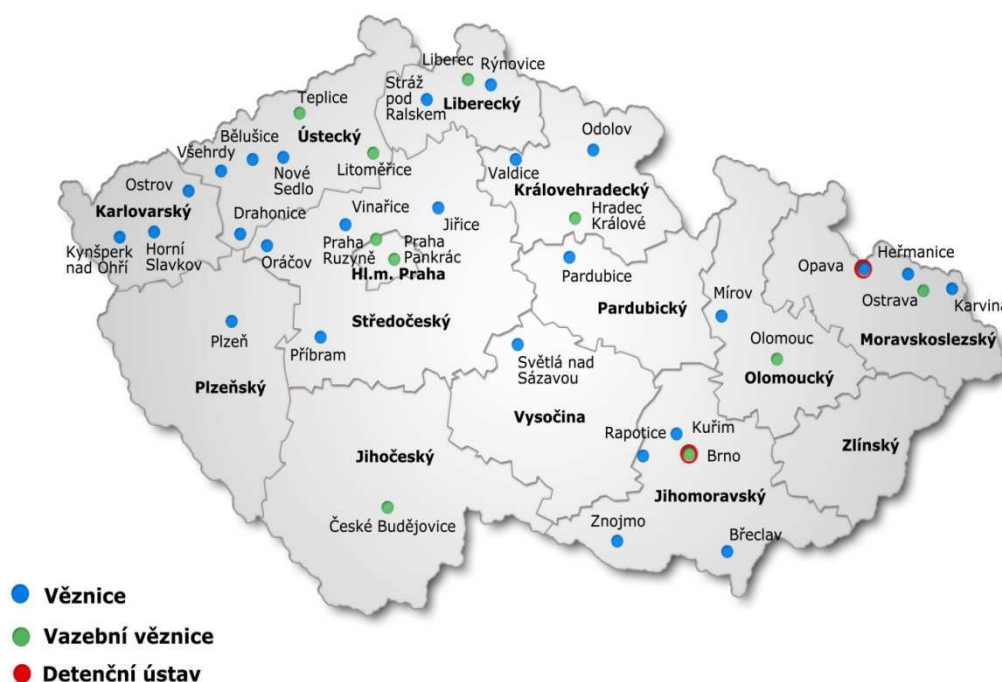 Liberec
Rýnovice
Stráž
pod
Ralskem
Liberecký
Teplice
Ústecký
Bělušice
Všehrdy
Nové
Sedlo
Litoměřice
Odolov
Valdice
Královehradecký
Hradec
Králové
Ostrov
Karlovarský
Kynšperk
nad Ohří
Horní
Slavkov
Drahonice
Oráčov
Vinařice
Jiřice
Praha
Ruzyně
Praha
Pankrác
Hl.m. Praha
Středočeský
Pardubice
Pardubický
Opava
Heřmanice
Ostrava
Karviná
Moravskoslezský
Mírov
Olomouc
Olomoucký
Plzeň
Plzeňský
Příbram
Světlá nad
Sázavou
Vysočina
Zlínský
Jihočeský
České Budějovice
Rapotice
Kuřim
Brno
Jihomoravský
Znojmo
Břeclav
Věznice
Vazební věznice
Detenční ústav